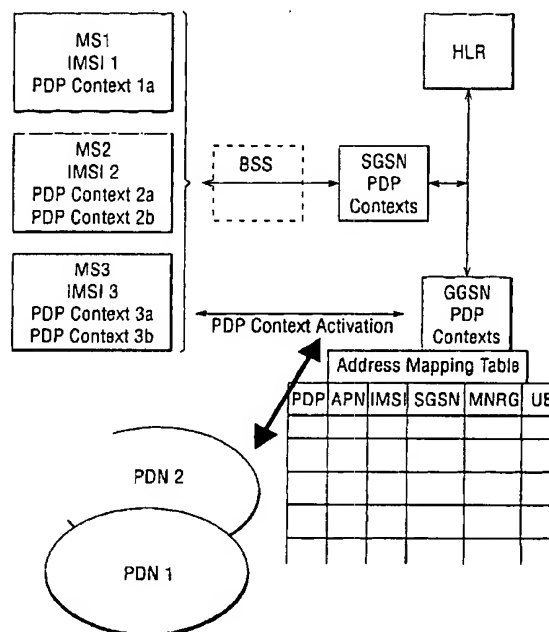 MS1
IMSI 1
PDP Context 1a
HLR
MS2
IMSI 2
PDP Context 2a
PDP Context 2b
BSS
SGSN
PDP
Contexts
MS3
IMSI 3
PDP Context 3a
PDP Context 3b
PDP Context Activation
GGSN
PDP
Contexts
Address Mapping Table
PDP APN IMSI SGSN MNRG
PDN 2
PDN 1